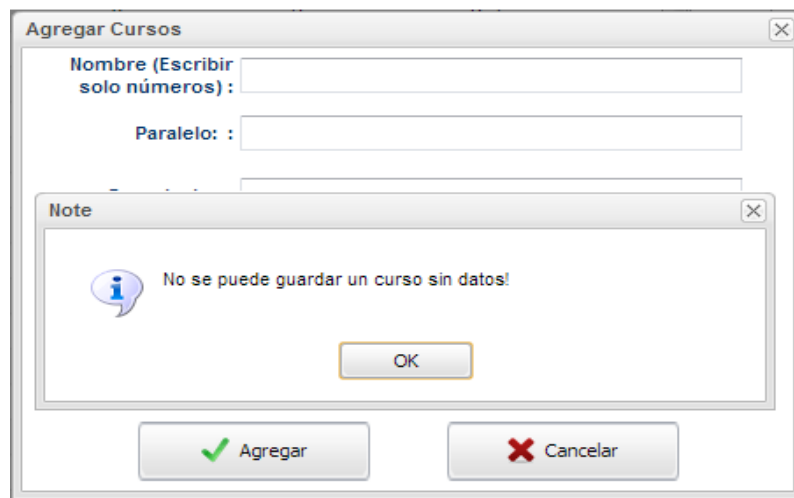 Agregar Cursos
Nombre (Escribir
solo números) :
Paralelo: :
Note
No se puede guardar un curso sin datos!
OK
Agregar
Cancelar